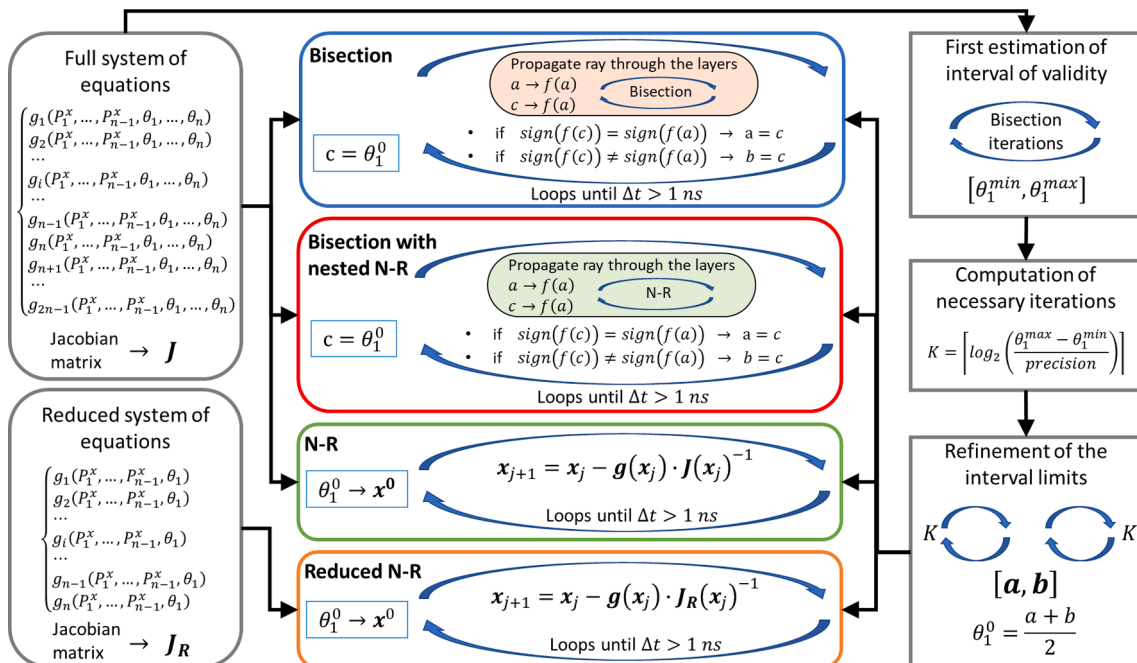 Full system of
equations
g₁(P₁ˣ, …, Pₙ₋₁ˣ, θ₁, …, θₙ)
g₂(P₁ˣ, …, Pₙ₋₁ˣ, θ₁, …, θₙ)
…
gᵢ(P₁ˣ, …, Pₙ₋₁ˣ, θ₁, …, θₙ)
…
gₙ₋₁(P₁ˣ, …, Pₙ₋₁ˣ, θ₁, …, θₙ)
gₙ(P₁ˣ, …, Pₙ₋₁ˣ, θ₁, …, θₙ)
gₙ₊₁(P₁ˣ, …, Pₙ₋₁ˣ, θ₁, …, θₙ)
…
g₂ₙ₋₁(P₁ˣ, …, Pₙ₋₁ˣ, θ₁, …, θₙ)
Jacobian
matrix → J
Reduced system of
equations
g₁(P₁ˣ, …, Pₙ₋₁ˣ, θ₁)
g₂(P₁ˣ, …, Pₙ₋₁ˣ, θ₁)
…
gᵢ(P₁ˣ, …, Pₙ₋₁ˣ, θ₁)
…
gₙ₋₁(P₁ˣ, …, Pₙ₋₁ˣ, θ₁)
gₙ(P₁ˣ, …, Pₙ₋₁ˣ, θ₁)
Jacobian
matrix → J_R
Bisection
Propagate ray through the layers
a → f(a)
c → f(a)
Bisection
c = θ₁⁰
• if sign(f(c)) = sign(f(a)) → a = c
• if sign(f(c)) ≠ sign(f(a)) → b = c
Loops until Δt > 1 ns
Bisection with
nested N-R
Propagate ray through the layers
a → f(a)
c → f(a)
N-R
c = θ₁⁰
• if sign(f(c)) = sign(f(a)) → a = c
• if sign(f(c)) ≠ sign(f(a)) → b = c
Loops until Δt > 1 ns
N-R
θ₁⁰ → x⁰
xⱼ₊₁ = xⱼ − g(xⱼ) · J(xⱼ)⁻¹
Loops until Δt > 1 ns
Reduced N-R
θ₁⁰ → x⁰
xⱼ₊₁ = xⱼ − g(xⱼ) · J_R(xⱼ)⁻¹
Loops until Δt > 1 ns
First estimation of
interval of validity
Bisection
iterations
[θ₁ᵐⁱⁿ, θ₁ᵐᵃˣ]
Computation of
necessary iterations
K = ⌈log₂((θ₁ᵐᵃˣ − θ₁ᵐⁱⁿ)/precision)⌉
Refinement of the
interval limits
K K
[a, b]
θ₁⁰ = (a + b)/2